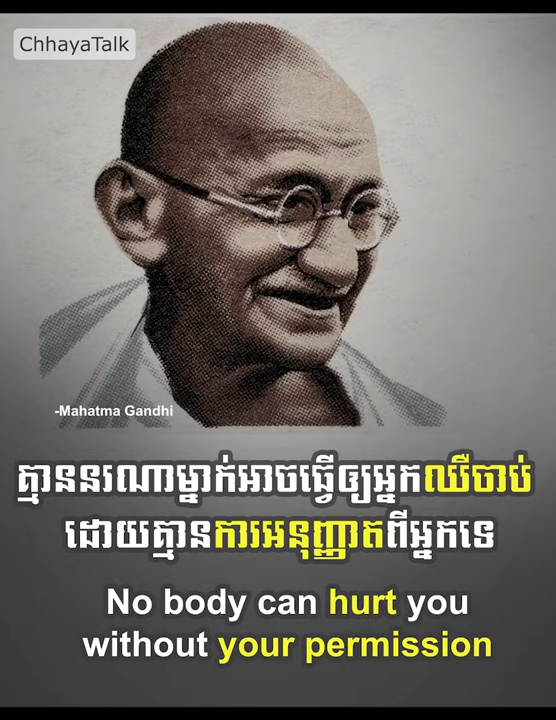 ChhayaTalk
-Mahatma Gandhi
គ្មាននរណាម្នាក់អាចធ្វើឲ្យអ្នកឈឺចាប់
ដោយគ្មានការអនុញ្ញាតពីអ្នកទេ
No body can hurt you
without your permission